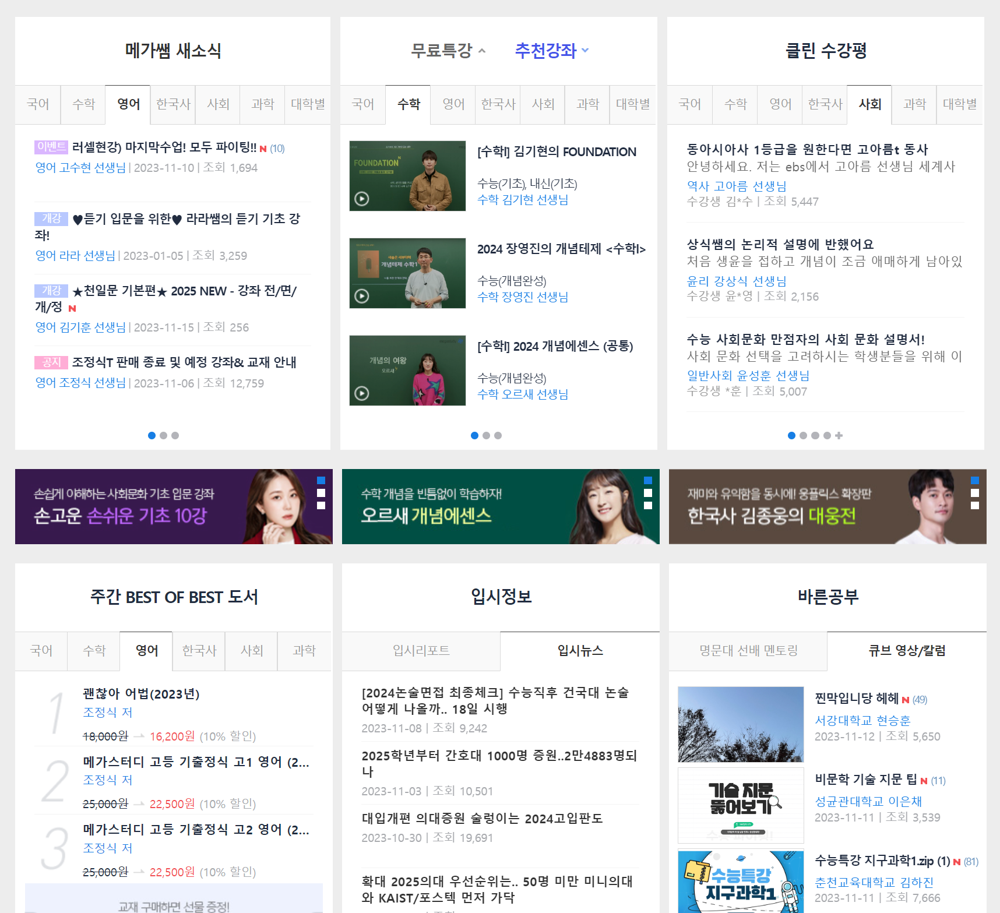 메가쌤 새소식
국어 수학 영어 한국사 사회 과학 대학별
이벤트 러셀현강) 마지막수업! 모두 파이팅!! N (10)
영어 고수현 선생님 | 2023-11-10 | 조회 1,694
개강 ♥듣기 입문을 위한♥ 라라쌤의 듣기 기초 강
좌!
영어 라라 선생님 | 2023-01-05 | 조회 3,259
개강 ★천일문 기본편★ 2025 NEW - 강좌 전/면/
개/정 N
영어 김기훈 선생님 | 2023-11-15 | 조회 256
공지 조정식T 판매 종료 및 예정 강좌& 교재 안내
영어 조정식 선생님 | 2023-11-06 | 조회 12,759
무료특강 추천강좌
국어 수학 영어 한국사 사회 과학 대학별
FOUNDATION N
[수학I] 김기현의 FOUNDATION
수능(기초), 내신(기초)
수학 김기현 선생님
개념테제 수학1
2024 장영진의 개념테제 <수학I>
수능(개념완성)
수학 장영진 선생님
개념의 여왕
오르새
[수학I] 2024 개념에센스 (공통)
수능(개념완성)
수학 오르새 선생님
클린 수강평
국어 수학 영어 한국사 사회 과학 대학별
동아시아사 1등급을 원한다면 고아름t 동사
안녕하세요. 저는 ebs에서 고아름 선생님 세계사
역사 고아름 선생님
수강생 김*수 | 조회 5,447
상식쌤의 논리적 설명에 반했어요
처음 생윤을 접하고 개념이 조금 애매하게 남아있
윤리 강상식 선생님
수강생 윤*영 | 조회 2,156
수능 사회문화 만점자의 사회 문화 설명서!
사회 문화 선택을 고려하시는 학생분들을 위해 이
일반사회 윤성훈 선생님
수강생 *훈 | 조회 5,007
손쉽게 이해하는 사회문화 기초 입문 강좌
손고운 손쉬운 기초 10강
수학 개념을 빈틈없이 학습하자!
오르새 개념에센스
재미와 유익함을 동시에! 웅플릭스 확장판
한국사 김종웅의 대웅전
주간 BEST OF BEST 도서
국어 수학 영어 한국사 사회 과학
1
괜찮아 어법(2023년)
조정식 저
18,000원 16,200원 (10% 할인)
2
메가스터디 고등 기출정식 고1 영어 (2...
조정식 저
25,000원 22,500원 (10% 할인)
3
메가스터디 고등 기출정식 고2 영어 (2...
조정식 저
25,000원 22,500원 (10% 할인)
교재 구매하면 선물 증정!
입시정보
입시리포트 입시뉴스
[2024논술면접 최종체크] 수능직후 건국대 논술
어떻게 나올까.. 18일 시행
2023-11-08 | 조회 9,242
2025학년부터 간호대 1000명 증원..2만4883명되
나
2023-11-03 | 조회 10,501
대입개편 의대증원 술렁이는 2024고입판도
2023-10-30 | 조회 19,691
확대 2025의대 우선순위는.. 50명 미만 미니의대
와 KAIST/포스텍 먼저 가닥
바른공부
명문대 선배 멘토링 큐브 영상/칼럼
찐막입니당 헤헤 N (49)
서강대학교 현승훈
2023-11-12 | 조회 5,650
기술 지문
뚫어보기
비문학 기술 지문 팁 N (11)
성균관대학교 이은채
2023-11-11 | 조회 3,539
수능특강
지구과학1
수능특강 지구과학1.zip (1) N (81)
춘천교육대학교 김하진
2023-11-11 | 조회 7,666